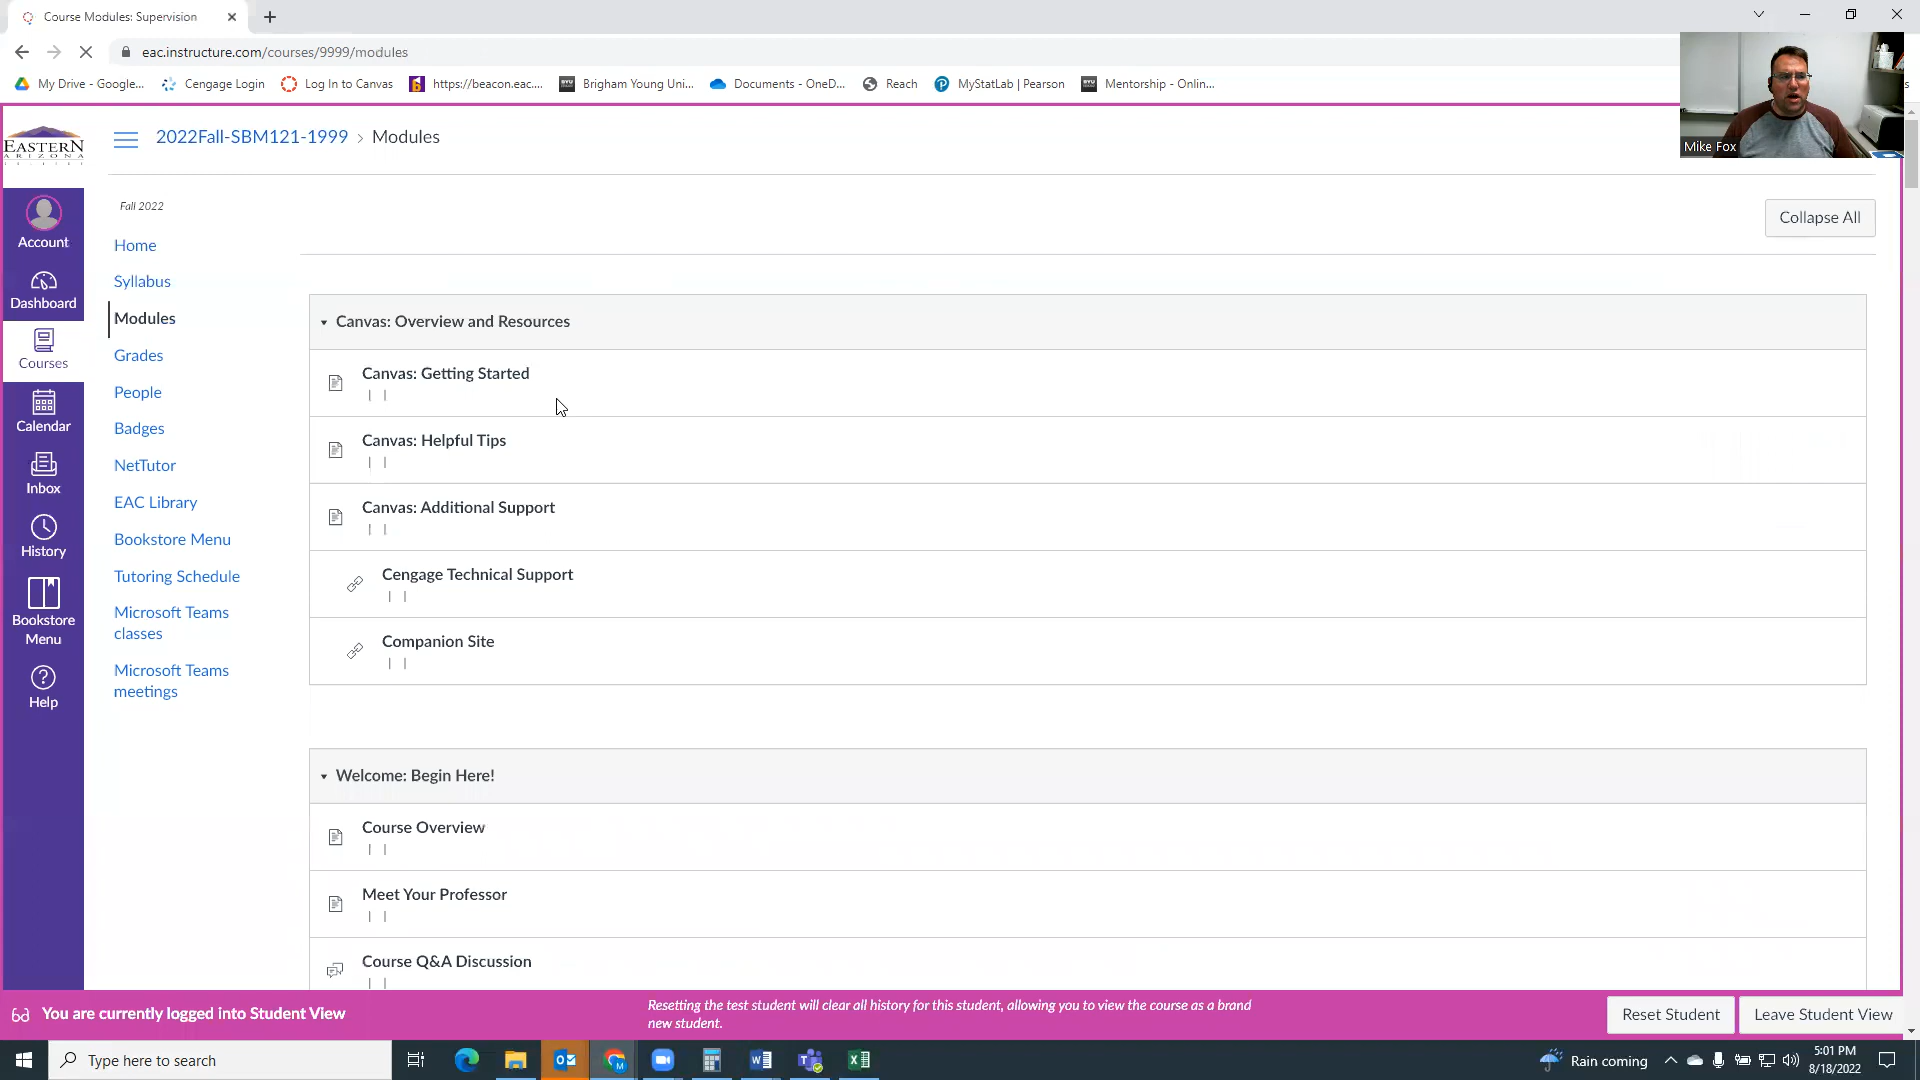 Course Modules: Supervision
eac.instructure.com/courses/9999/modules
My Drive - Google...
Cengage Login
Log In to Canvas
https://beacon.eac....
Brigham Young Uni...
Documents - OneD...
Reach
MyStatLab | Pearson
Mentorship - Onlin...
Mike Fox
EASTERN
ARIZONA
2022Fall-SBM121-1999 > Modules
Account
Dashboard
Courses
Calendar
Inbox
History
Bookstore
Menu
Help
Fall 2022
Home
Syllabus
Modules
Grades
People
Badges
NetTutor
EAC Library
Bookstore Menu
Tutoring Schedule
Microsoft Teams
classes
Microsoft Teams
meetings
Collapse All
Canvas: Overview and Resources
Canvas: Getting Started
Canvas: Helpful Tips
Canvas: Additional Support
Cengage Technical Support
Companion Site
Welcome: Begin Here!
Course Overview
Meet Your Professor
Course Q&A Discussion
You are currently logged into Student View
Resetting the test student will clear all history for this student, allowing you to view the course as a brand
new student.
Reset Student
Leave Student View
Type here to search
Rain coming
5:01 PM
8/18/2022